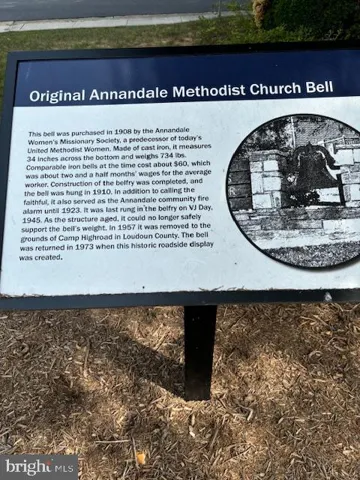 Original Annandale Methodist Church Bell
This bell was purchased in 1908 by the Annandale
Women's Missionary Society, a predecessor of today's
United Methodist Women. Made of cast iron, it measures
34 inches across the bottom and weighs 734 lbs.
Comparable iron bells at the time cost about $60, which
was about two and a half months' wages for the average
worker. Construction of the belfry was completed, and
the bell was hung in 1910. In addition to calling the
faithful, it also served as the Annandale community fire
alarm until 1923. It was last rung in the belfry on VJ Day,
1945. As the structure aged, it could no longer safely
support the bell's weight. In 1957 it was removed to the
grounds of Camp Highroad in Loudoun County. The bell
was returned in 1973 when this historic roadside display
was created.
bright MLS